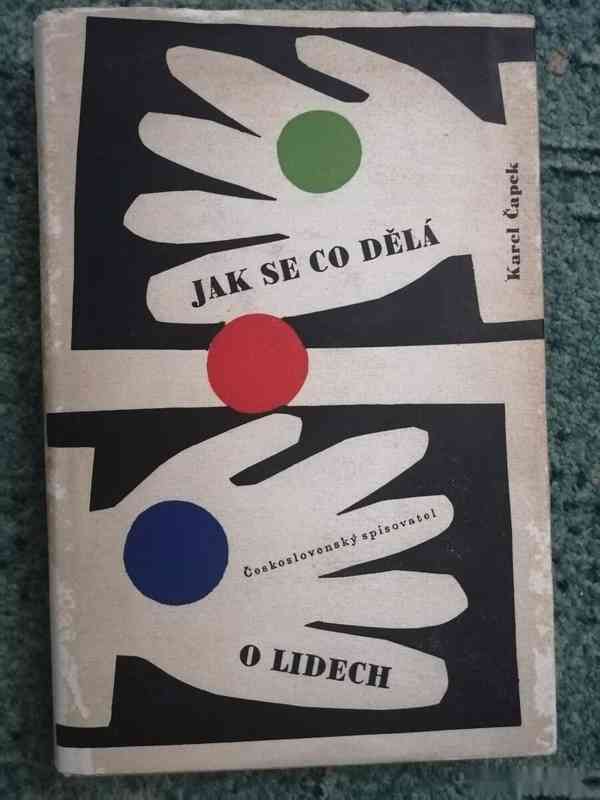 Karel Čapek
JAK SE CO DĚLÁ
Československý spisovatel
O LIDECH